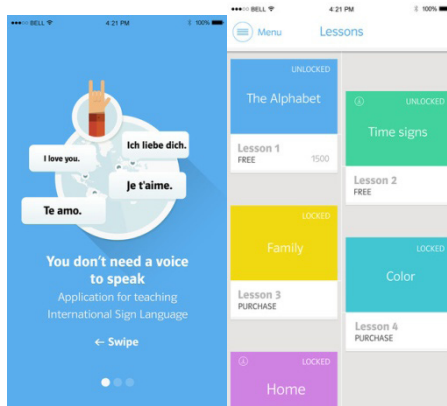 BELL 4:21 PM 100%
Ich liebe dich.
I love you.
Je t'aime.
Te amo.
You don't need a voice
to speak
Application for teaching
International Sign Language
← Swipe
BELL 4:21 PM 100%
Menu Lessons
UNLOCKED
The Alphabet
Lesson 1
FREE 1500
UNLOCKED
Time signs
Lesson 2
FREE
LOCKED
Family
Lesson 3
PURCHASE
LOCKED
Color
Lesson 4
PURCHASE
LOCKED
Home